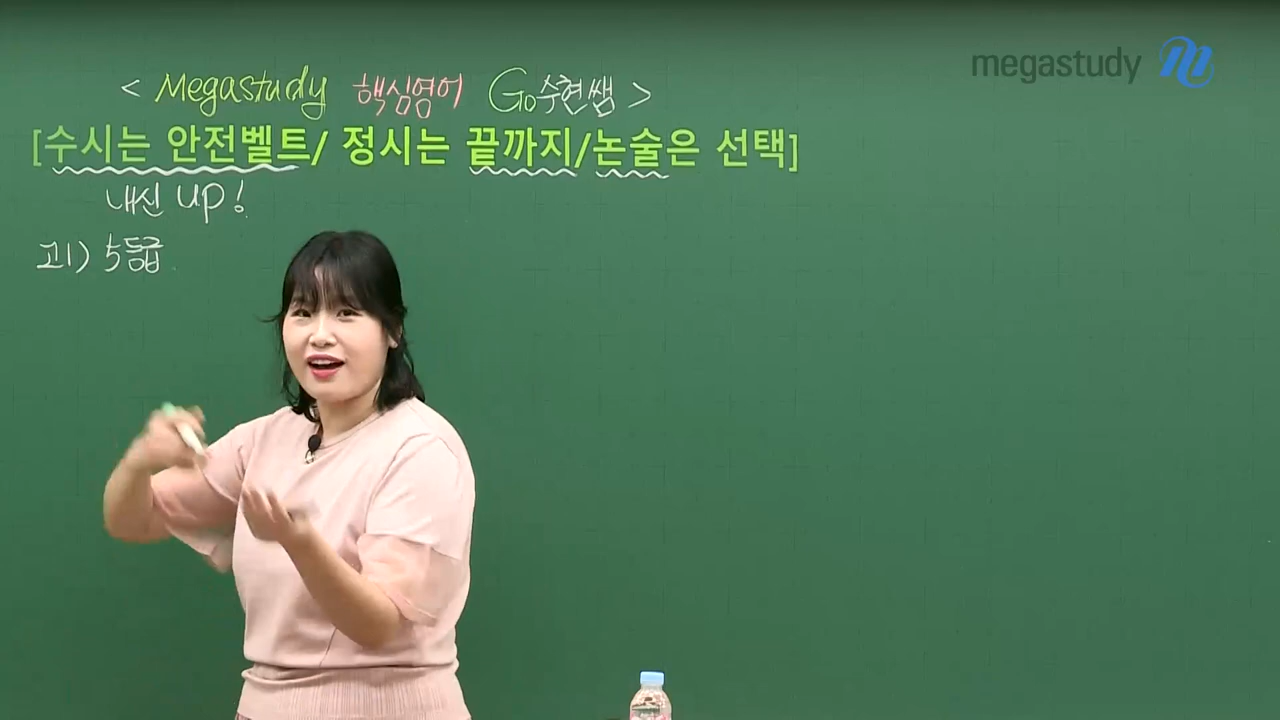 megastudy
< Megastudy 핵심영어 Go수현쌤 >
[수시는 안전벨트/ 정시는 끝까지/논술은 선택]
내신 up!
고1) 5등급